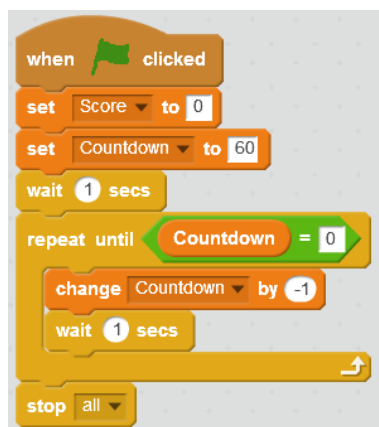 when clicked
set Score to 0
set Countdown to 60
wait 1 secs
repeat until Countdown = 0
change Countdown by -1
wait 1 secs
stop all